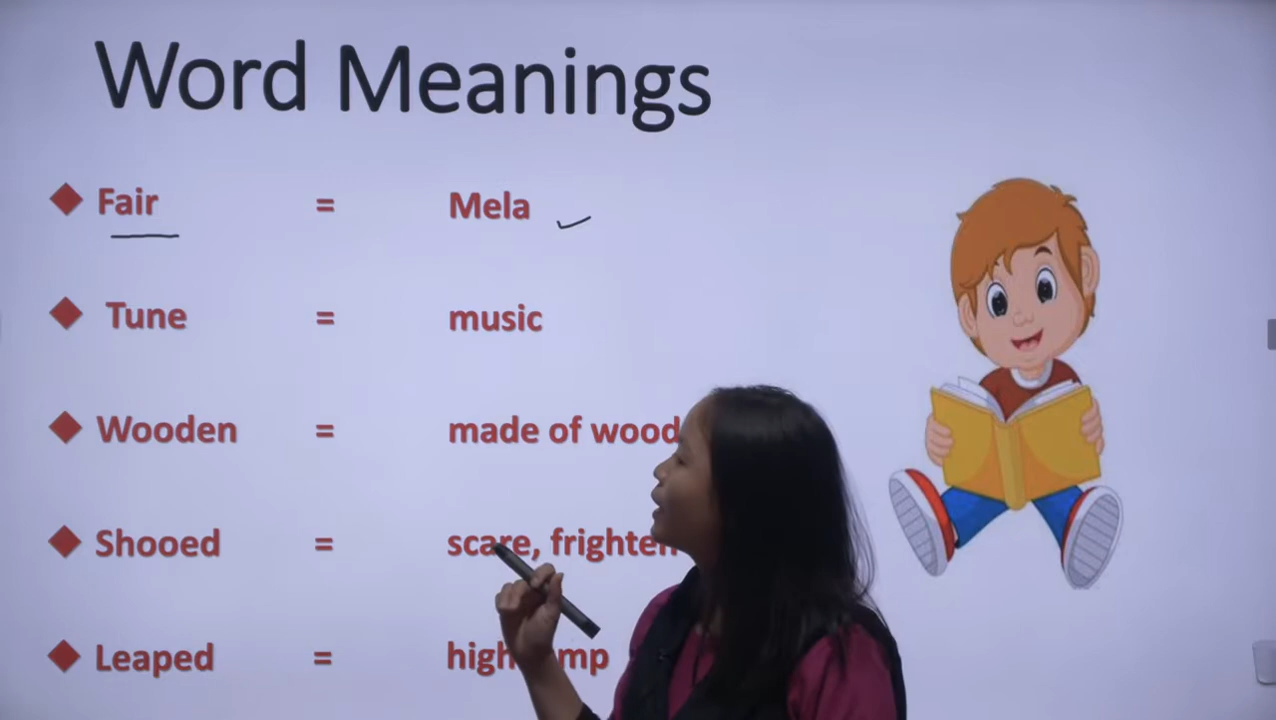 Word Meanings
Fair = Mela
Tune = music
Wooden = made of wood
Shooed = scare, frighten
Leaped = high